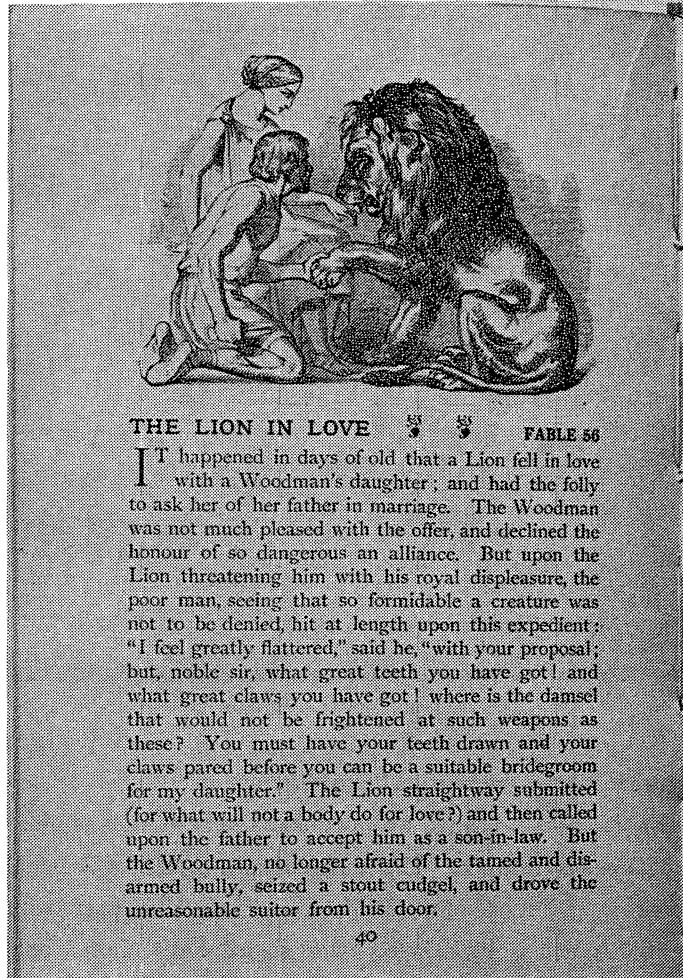 THE LION IN LOVE FABLE 56
IT happened in days of old that a Lion fell in love
with a Woodman's daughter; and had the folly
to ask her of her father in marriage. The Woodman
was not much pleased with the offer, and declined the
honour of so dangerous an alliance. But upon the
Lion threatening him with his royal displeasure, the
poor man, seeing that so formidable a creature was
not to be denied, hit at length upon this expedient:
"I feel greatly flattered," said he, "with your proposal;
but, noble sir, what great teeth you have got! and
what great claws you have got! where is the damsel
that would not be frightened at such weapons as
these? You must have your teeth drawn and your
claws pared before you can be a suitable bridegroom
for my daughter." The Lion straightway submitted
(for what will not a body do for love?) and then called
upon the father to accept him as a son-in-law. But
the Woodman, no longer afraid of the tamed and dis-
armed bully, seized a stout cudgel, and drove the
unreasonable suitor from his door.
40